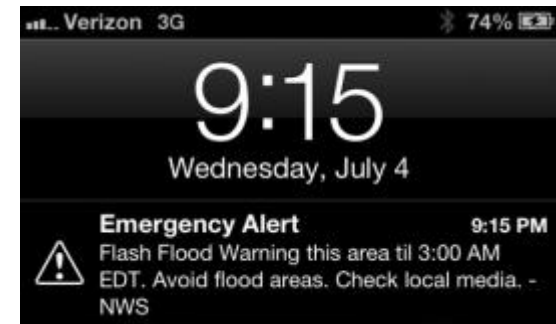 Verizon 3G 74%
9:15
Wednesday, July 4
Emergency Alert 9:15 PM
Flash Flood Warning this area til 3:00 AM
EDT. Avoid flood areas. Check local media. -
NWS